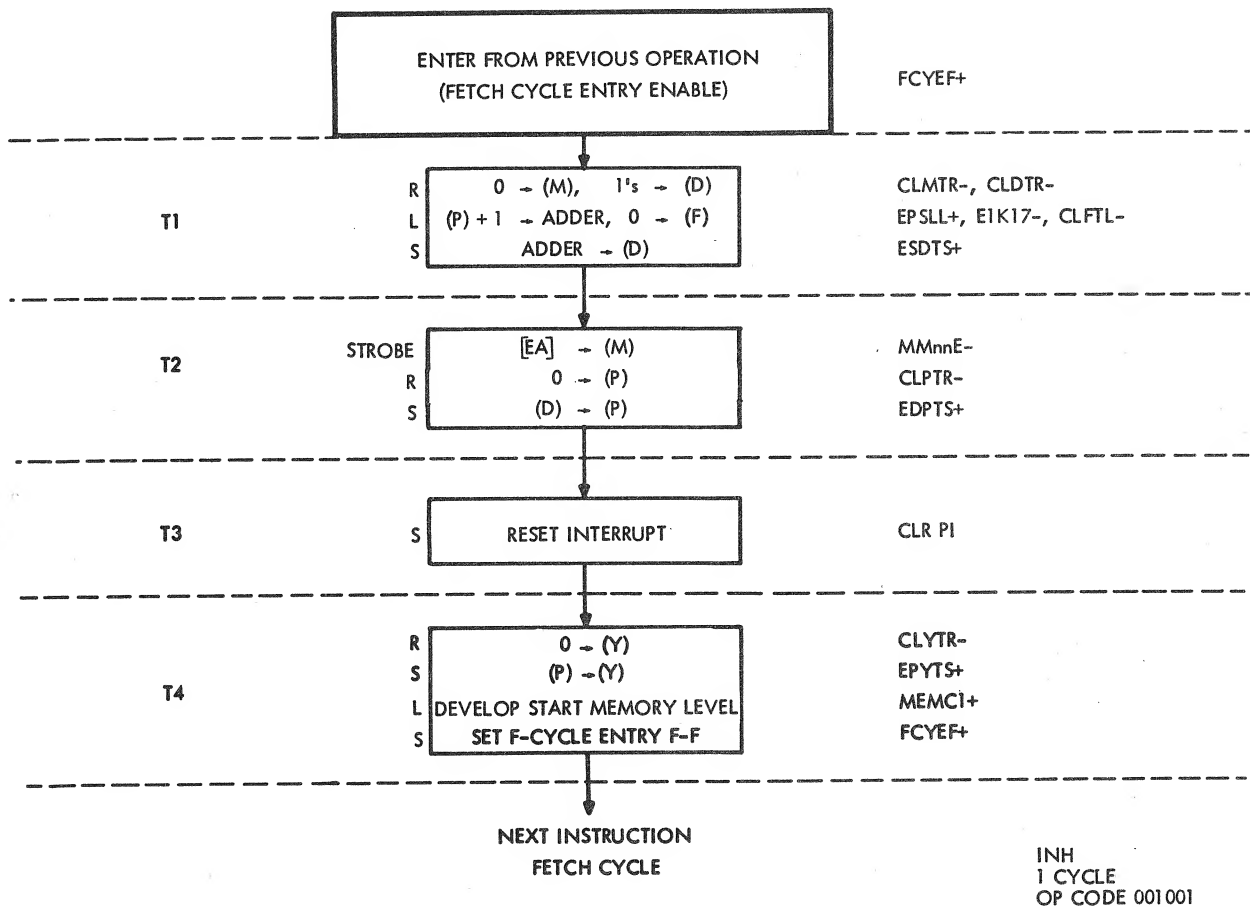 ENTER FROM PREVIOUS OPERATION
(FETCH CYCLE ENTRY ENABLE)
FCYEF+
T1
R 0 → (M), 1's → (D) CLMTR-, CLDTR-
L (P) + 1 → ADDER, 0 → (F) EPSLL+, E1K17-, CLFTL-
S ADDER → (D) ESDTS+
T2
STROBE [EA] → (M) MMnnE-
R 0 → (P) CLPTR-
S (D) → (P) EDPTS+
T3 S RESET INTERRUPT CLR PI
T4
R 0 → (Y) CLYTR-
S (P) → (Y) EPYTS+
L DEVELOP START MEMORY LEVEL MEMC1+
S SET F-CYCLE ENTRY F-F FCYEF+
NEXT INSTRUCTION
FETCH CYCLE
INH
1 CYCLE
OP CODE 001001